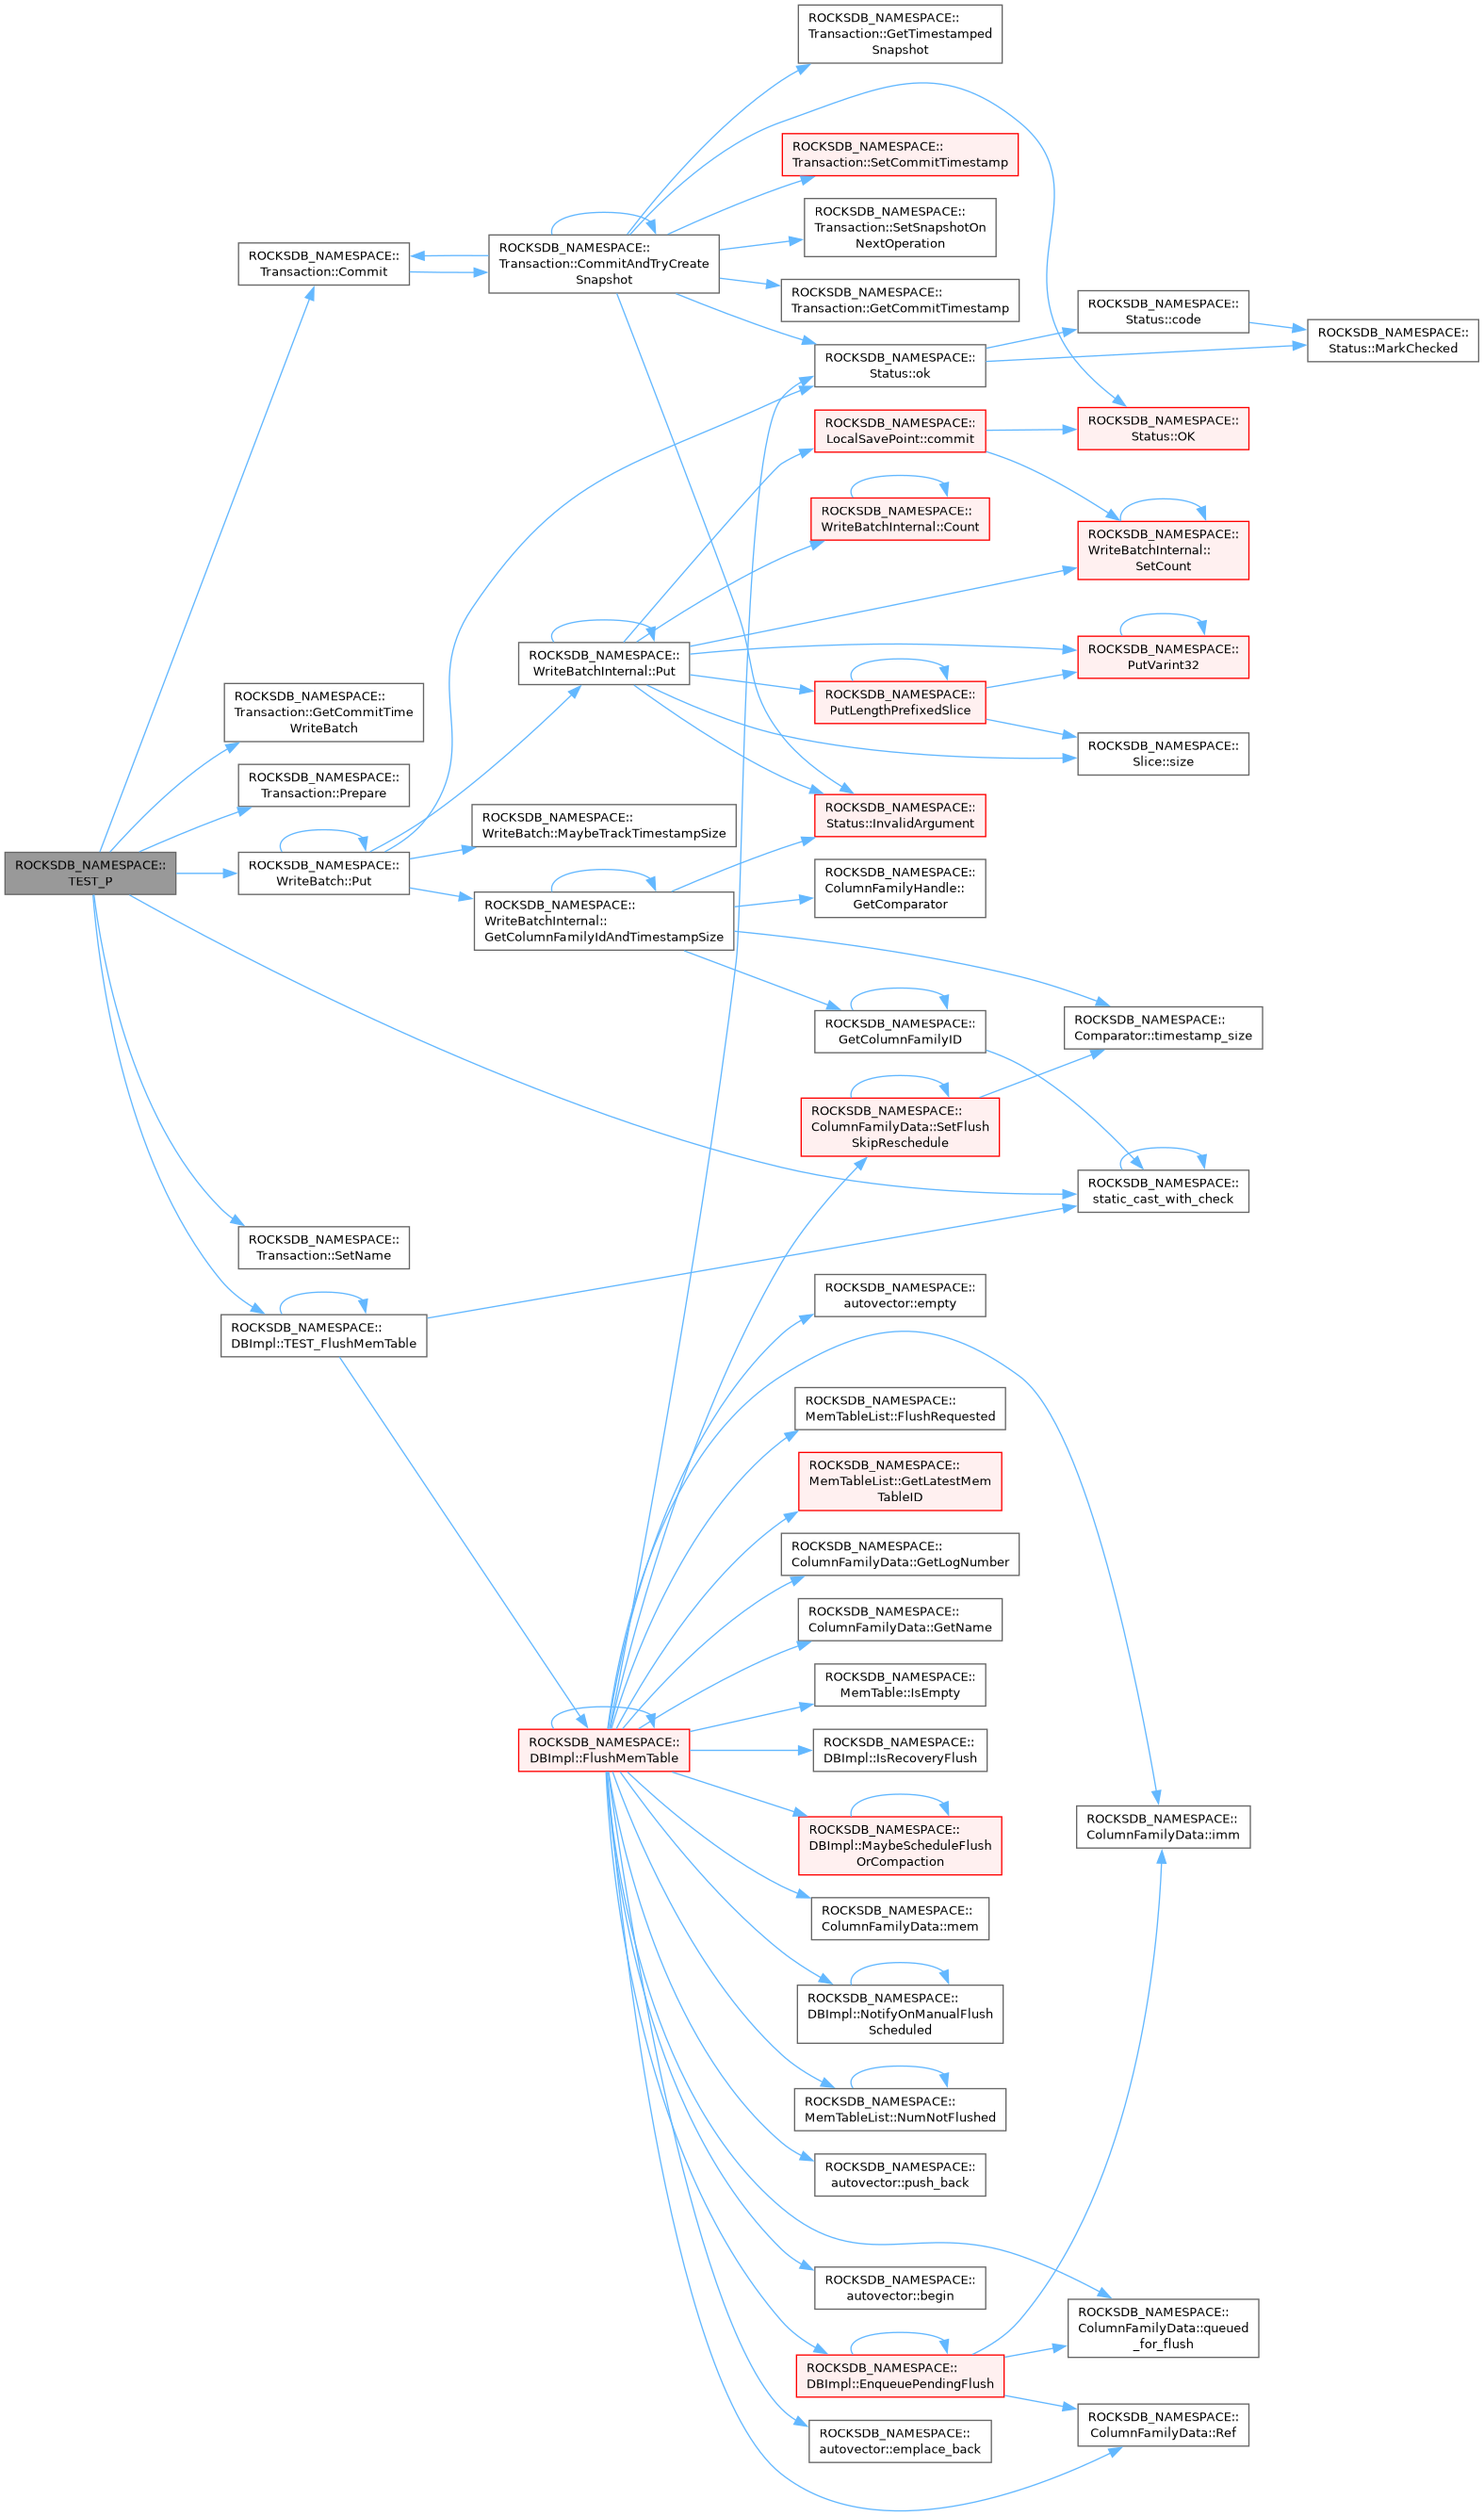 ROCKSDB_NAMESPACE::
Transaction::GetTimestamped
Snapshot
ROCKSDB_NAMESPACE::
Transaction::SetCommitTimestamp
ROCKSDB_NAMESPACE::
Transaction::SetSnapshotOn
NextOperation
ROCKSDB_NAMESPACE::
Transaction::Commit
ROCKSDB_NAMESPACE::
Transaction::CommitAndTryCreate
Snapshot
ROCKSDB_NAMESPACE::
Transaction::GetCommitTimestamp
ROCKSDB_NAMESPACE::
Status::code
ROCKSDB_NAMESPACE::
Status::MarkChecked
ROCKSDB_NAMESPACE::
Status::ok
ROCKSDB_NAMESPACE::
LocalSavePoint::commit
ROCKSDB_NAMESPACE::
Status::OK
ROCKSDB_NAMESPACE::
WriteBatchInternal::Count
ROCKSDB_NAMESPACE::
WriteBatchInternal::
SetCount
ROCKSDB_NAMESPACE::
WriteBatchInternal::Put
ROCKSDB_NAMESPACE::
PutVarint32
ROCKSDB_NAMESPACE::
PutLengthPrefixedSlice
ROCKSDB_NAMESPACE::
Transaction::GetCommitTime
WriteBatch
ROCKSDB_NAMESPACE::
Slice::size
ROCKSDB_NAMESPACE::
Transaction::Prepare
ROCKSDB_NAMESPACE::
Status::InvalidArgument
ROCKSDB_NAMESPACE::
WriteBatch::MaybeTrackTimestampSize
ROCKSDB_NAMESPACE::
TEST_P
ROCKSDB_NAMESPACE::
WriteBatch::Put
ROCKSDB_NAMESPACE::
ColumnFamilyHandle::
GetComparator
ROCKSDB_NAMESPACE::
WriteBatchInternal::
GetColumnFamilyIdAndTimestampSize
ROCKSDB_NAMESPACE::
GetColumnFamilyID
ROCKSDB_NAMESPACE::
Comparator::timestamp_size
ROCKSDB_NAMESPACE::
ColumnFamilyData::SetFlush
SkipReschedule
ROCKSDB_NAMESPACE::
static_cast_with_check
ROCKSDB_NAMESPACE::
Transaction::SetName
ROCKSDB_NAMESPACE::
autovector::empty
ROCKSDB_NAMESPACE::
DBImpl::TEST_FlushMemTable
ROCKSDB_NAMESPACE::
MemTableList::FlushRequested
ROCKSDB_NAMESPACE::
MemTableList::GetLatestMem
TableID
ROCKSDB_NAMESPACE::
ColumnFamilyData::GetLogNumber
ROCKSDB_NAMESPACE::
ColumnFamilyData::GetName
ROCKSDB_NAMESPACE::
MemTable::IsEmpty
ROCKSDB_NAMESPACE::
DBImpl::FlushMemTable
ROCKSDB_NAMESPACE::
DBImpl::IsRecoveryFlush
ROCKSDB_NAMESPACE::
DBImpl::MaybeScheduleFlush
OrCompaction
ROCKSDB_NAMESPACE::
ColumnFamilyData::imm
ROCKSDB_NAMESPACE::
ColumnFamilyData::mem
ROCKSDB_NAMESPACE::
DBImpl::NotifyOnManualFlush
Scheduled
ROCKSDB_NAMESPACE::
MemTableList::NumNotFlushed
ROCKSDB_NAMESPACE::
autovector::push_back
ROCKSDB_NAMESPACE::
autovector::begin
ROCKSDB_NAMESPACE::
ColumnFamilyData::queued
_for_flush
ROCKSDB_NAMESPACE::
DBImpl::EnqueuePendingFlush
ROCKSDB_NAMESPACE::
ColumnFamilyData::Ref
ROCKSDB_NAMESPACE::
autovector::emplace_back